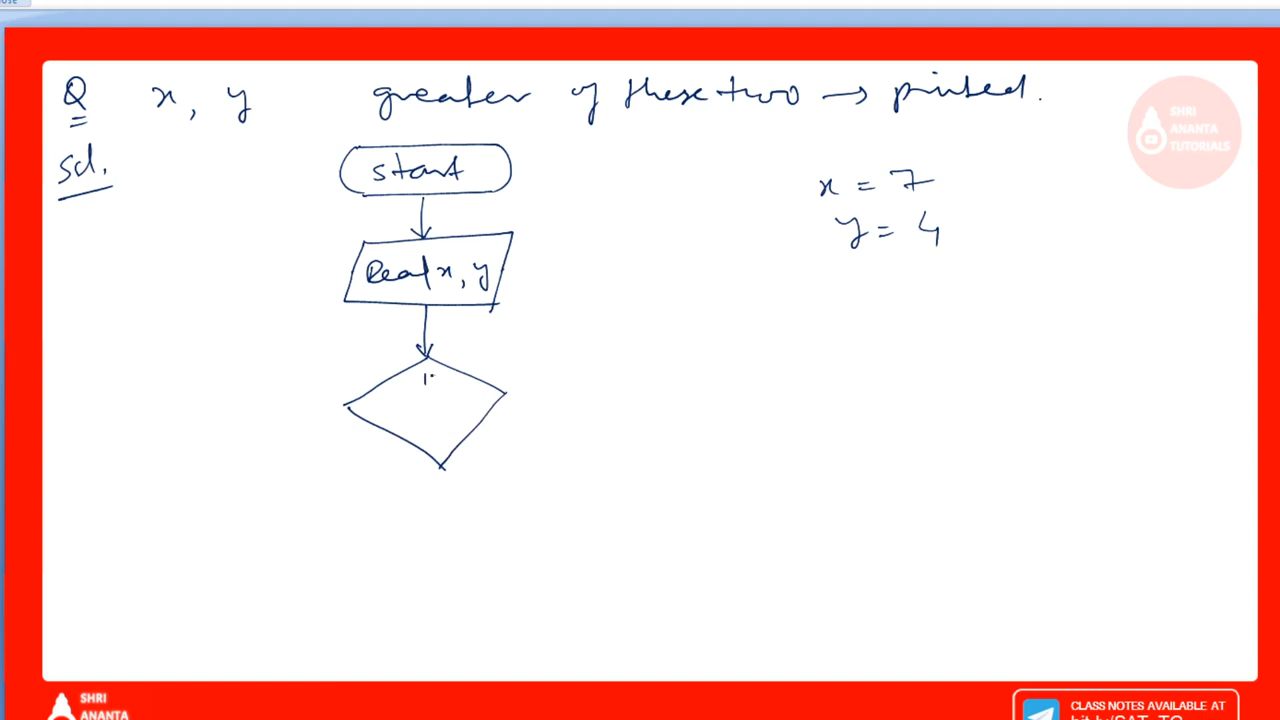 Q x, y greater of these two → printed.
SHRI
ANANTA
TUTORIALS
Sol.
start
x = 7
y = 4
Read x, y
SHRI
ANANTA
CLASS NOTES AVAILABLE AT